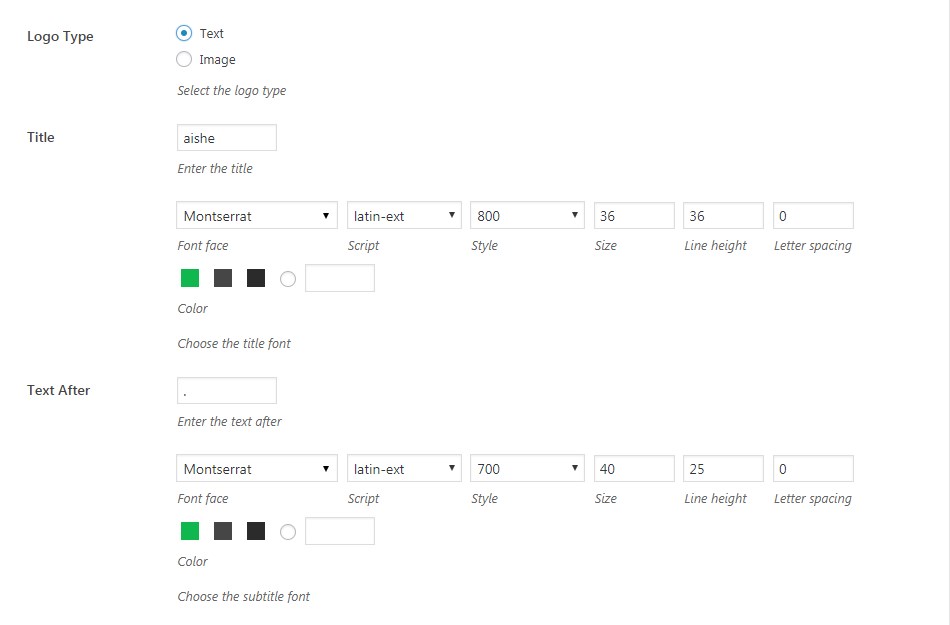 Logo Type
Text
Image
Select the logo type
Title
aishe
Enter the title
Montserrat latin-ext 800 36 36 0
Font face Script Style Size Line height Letter spacing
Color
Choose the title font
Text After
.
Enter the text after
Montserrat latin-ext 700 40 25 0
Font face Script Style Size Line height Letter spacing
Color
Choose the subtitle font